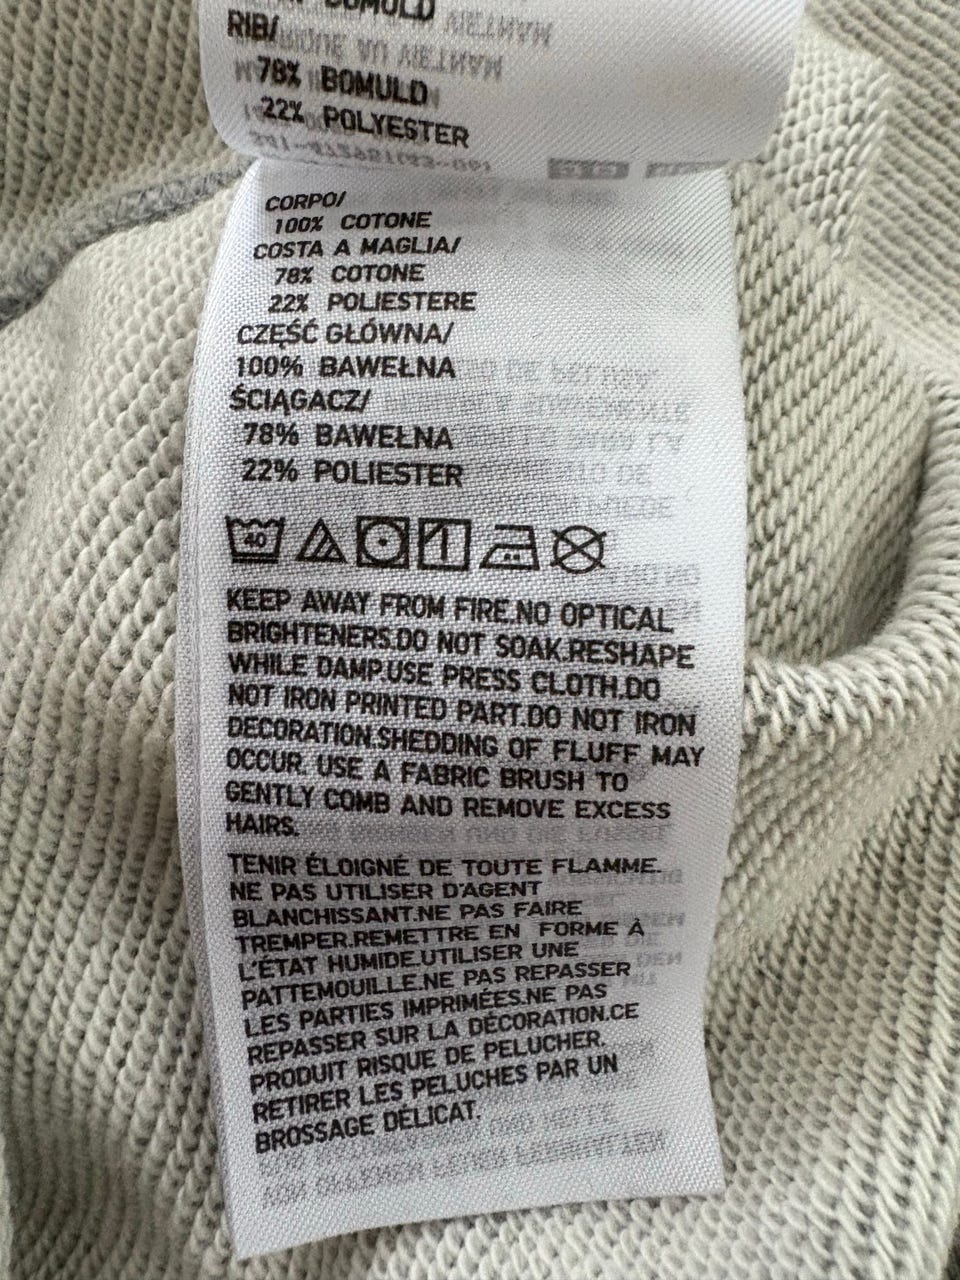 BOMULD
RIB/
78% BOMULD
22% POLYESTER
CORPO/
100% COTONE
COSTA A MAGLIA/
78% COTONE
22% POLIESTERE
CZĘŚĆ GŁÓWNA/
100% BAWEŁNA
ŚCIĄGACZ/
78% BAWEŁNA
22% POLIESTER
40
KEEP AWAY FROM FIRE.NO OPTICAL
BRIGHTENERS.DO NOT SOAK.RESHAPE
WHILE DAMP.USE PRESS CLOTH.DO
NOT IRON PRINTED PART.DO NOT IRON
DECORATION.SHEDDING OF FLUFF MAY
OCCUR. USE A FABRIC BRUSH TO
GENTLY COMB AND REMOVE EXCESS
HAIRS.
TENIR ÉLOIGNÉ DE TOUTE FLAMME.
NE PAS UTILISER D'AGENT
BLANCHISSANT.NE PAS FAIRE
TREMPER.REMETTRE EN FORME À
L'ÉTAT HUMIDE.UTILISER UNE
PATTEMOUILLE.NE PAS REPASSER
LES PARTIES IMPRIMÉES.NE PAS
REPASSER SUR LA DÉCORATION.CE
PRODUIT RISQUE DE PELUCHER.
RETIRER LES PELUCHES PAR UN
BROSSAGE DÉLICAT.